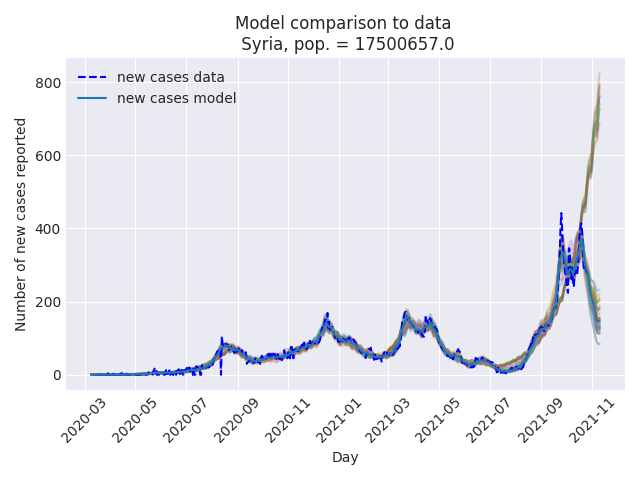 Model comparison to data
Syria, pop. = 17500657.0
new cases data
new cases model
Number of new cases reported
800
600
400
200
0
2020-03
2020-05
2020-07
2020-09
2020-11
2021-01
2021-03
2021-05
2021-07
2021-09
2021-11
Day